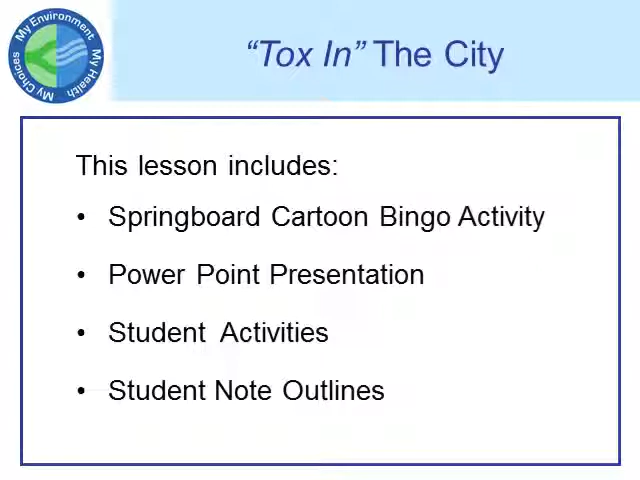 My Environment
My Health
My Choices
“Tox In” The City
This lesson includes:
• Springboard Cartoon Bingo Activity
• Power Point Presentation
• Student Activities
• Student Note Outlines